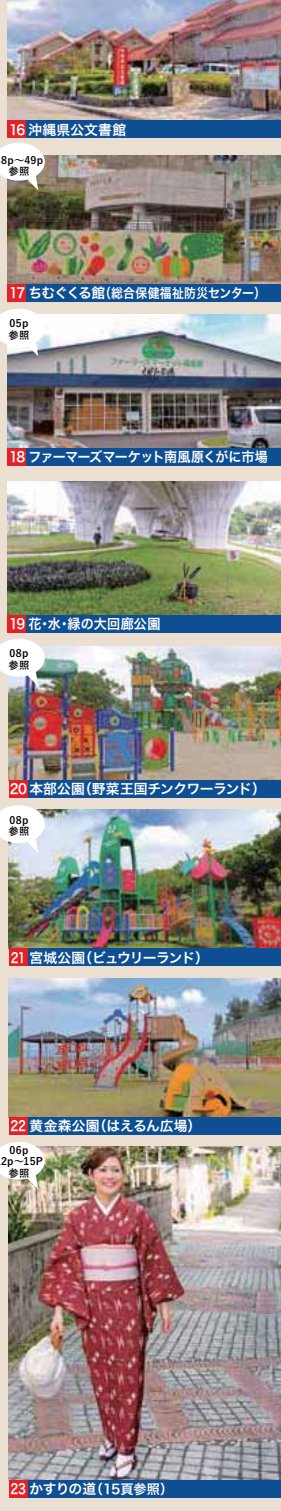 16 沖縄県公文書館
8p〜49p
参照
17 ちむぐくる館(総合保健福祉防災センター)
05p
参照
ファーマーズマーケット南風原
くがに市場
18 ファーマーズマーケット南風原くがに市場
19 花・水・緑の大回廊公園
08p
参照
20 本部公園(野菜王国チンクワーランド)
08p
参照
21 宮城公園(ビュウリーランド)
22 黄金森公園(はえるん広場)
06p
2p〜15P
参照
23 かすりの道(15頁参照)